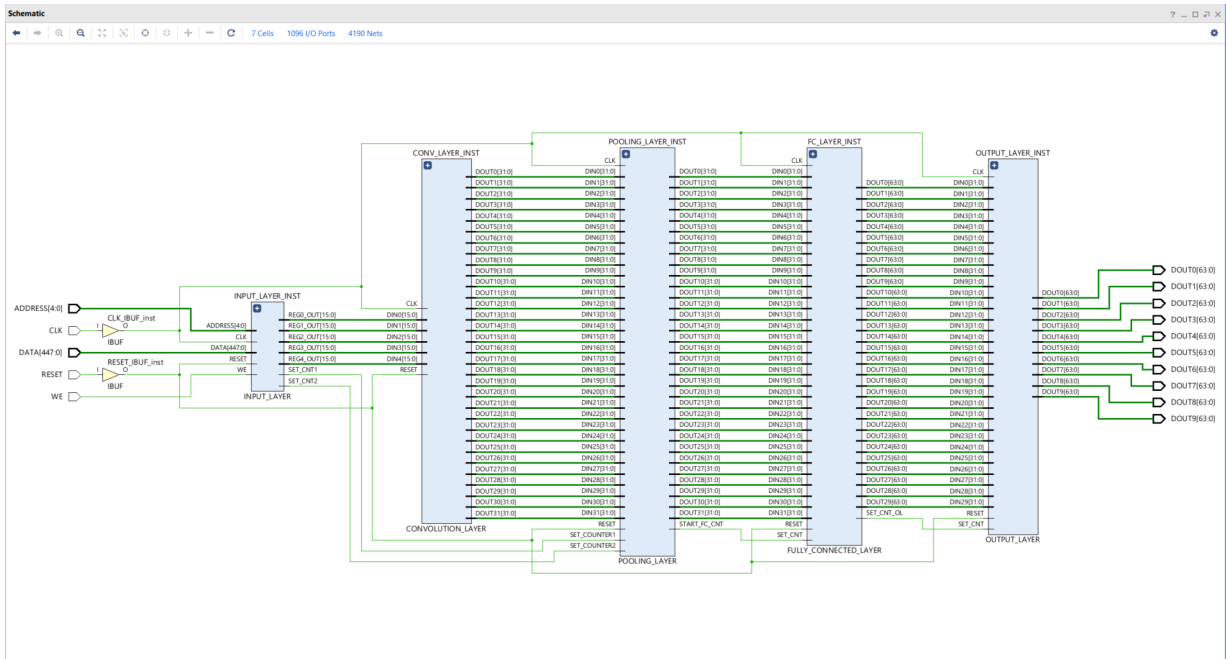 Schematic
7 Cells 1096 I/O Ports 4190 Nets
ADDRESS[4:0]
CLK
DATA[447:0]
RESET
WE
CLK_IBUF_inst
I O
IBUF
RESET_IBUF_inst
I O
IBUF
INPUT_LAYER_INST
ADDRESS[4:0]
CLK
DATA[447:0]
RESET
WE
REG0_OUT[15:0]
REG1_OUT[15:0]
REG2_OUT[15:0]
REG3_OUT[15:0]
REG4_OUT[15:0]
SET_CNT1
SET_CNT2
INPUT_LAYER
CONV_LAYER_INST
CLK
DIN0[15:0]
DIN1[15:0]
DIN2[15:0]
DIN3[15:0]
DIN4[15:0]
RESET
DOUT0[31:0]
DOUT1[31:0]
DOUT2[31:0]
DOUT3[31:0]
DOUT4[31:0]
DOUT5[31:0]
DOUT6[31:0]
DOUT7[31:0]
DOUT8[31:0]
DOUT9[31:0]
DOUT10[31:0]
DOUT11[31:0]
DOUT12[31:0]
DOUT13[31:0]
DOUT14[31:0]
DOUT15[31:0]
DOUT16[31:0]
DOUT17[31:0]
DOUT18[31:0]
DOUT19[31:0]
DOUT20[31:0]
DOUT21[31:0]
DOUT22[31:0]
DOUT23[31:0]
DOUT24[31:0]
DOUT25[31:0]
DOUT26[31:0]
DOUT27[31:0]
DOUT28[31:0]
DOUT29[31:0]
DOUT30[31:0]
DOUT31[31:0]
CONVOLUTION_LAYER
POOLING_LAYER_INST
CLK
DIN0[31:0]
DIN1[31:0]
DIN2[31:0]
DIN3[31:0]
DIN4[31:0]
DIN5[31:0]
DIN6[31:0]
DIN7[31:0]
DIN8[31:0]
DIN9[31:0]
DIN10[31:0]
DIN11[31:0]
DIN12[31:0]
DIN13[31:0]
DIN14[31:0]
DIN15[31:0]
DIN16[31:0]
DIN17[31:0]
DIN18[31:0]
DIN19[31:0]
DIN20[31:0]
DIN21[31:0]
DIN22[31:0]
DIN23[31:0]
DIN24[31:0]
DIN25[31:0]
DIN26[31:0]
DIN27[31:0]
DIN28[31:0]
DIN29[31:0]
DIN30[31:0]
DIN31[31:0]
RESET
SET_COUNTER1
SET_COUNTER2
DOUT0[31:0]
DOUT1[31:0]
DOUT2[31:0]
DOUT3[31:0]
DOUT4[31:0]
DOUT5[31:0]
DOUT6[31:0]
DOUT7[31:0]
DOUT8[31:0]
DOUT9[31:0]
DOUT10[31:0]
DOUT11[31:0]
DOUT12[31:0]
DOUT13[31:0]
DOUT14[31:0]
DOUT15[31:0]
DOUT16[31:0]
DOUT17[31:0]
DOUT18[31:0]
DOUT19[31:0]
DOUT20[31:0]
DOUT21[31:0]
DOUT22[31:0]
DOUT23[31:0]
DOUT24[31:0]
DOUT25[31:0]
DOUT26[31:0]
DOUT27[31:0]
DOUT28[31:0]
DOUT29[31:0]
DOUT30[31:0]
DOUT31[31:0]
START_FC_CNT
POOLING_LAYER
FC_LAYER_INST
CLK
DIN0[31:0]
DIN1[31:0]
DIN2[31:0]
DIN3[31:0]
DIN4[31:0]
DIN5[31:0]
DIN6[31:0]
DIN7[31:0]
DIN8[31:0]
DIN9[31:0]
DIN10[31:0]
DIN11[31:0]
DIN12[31:0]
DIN13[31:0]
DIN14[31:0]
DIN15[31:0]
DIN16[31:0]
DIN17[31:0]
DIN18[31:0]
DIN19[31:0]
DIN20[31:0]
DIN21[31:0]
DIN22[31:0]
DIN23[31:0]
DIN24[31:0]
DIN25[31:0]
DIN26[31:0]
DIN27[31:0]
DIN28[31:0]
DIN29[31:0]
DIN30[31:0]
DIN31[31:0]
RESET
SET_CNT
DOUT0[63:0]
DOUT1[63:0]
DOUT2[63:0]
DOUT3[63:0]
DOUT4[63:0]
DOUT5[63:0]
DOUT6[63:0]
DOUT7[63:0]
DOUT8[63:0]
DOUT9[63:0]
DOUT10[63:0]
DOUT11[63:0]
DOUT12[63:0]
DOUT13[63:0]
DOUT14[63:0]
DOUT15[63:0]
DOUT16[63:0]
DOUT17[63:0]
DOUT18[63:0]
DOUT19[63:0]
DOUT20[63:0]
DOUT21[63:0]
DOUT22[63:0]
DOUT23[63:0]
DOUT24[63:0]
DOUT25[63:0]
DOUT26[63:0]
DOUT27[63:0]
DOUT28[63:0]
DOUT29[63:0]
SET_CNT_OL
FULLY_CONNECTED_LAYER
OUTPUT_LAYER_INST
CLK
DIN0[31:0]
DIN1[31:0]
DIN2[31:0]
DIN3[31:0]
DIN4[31:0]
DIN5[31:0]
DIN6[31:0]
DIN7[31:0]
DIN8[31:0]
DIN9[31:0]
DIN10[31:0]
DIN11[31:0]
DIN12[31:0]
DIN13[31:0]
DIN14[31:0]
DIN15[31:0]
DIN16[31:0]
DIN17[31:0]
DIN18[31:0]
DIN19[31:0]
DIN20[31:0]
DIN21[31:0]
DIN22[31:0]
DIN23[31:0]
DIN24[31:0]
DIN25[31:0]
DIN26[31:0]
DIN27[31:0]
DIN28[31:0]
DIN29[31:0]
RESET
SET_CNT
DOUT0[63:0]
DOUT1[63:0]
DOUT2[63:0]
DOUT3[63:0]
DOUT4[63:0]
DOUT5[63:0]
DOUT6[63:0]
DOUT7[63:0]
DOUT8[63:0]
DOUT9[63:0]
OUTPUT_LAYER
DOUT0[63:0]
DOUT1[63:0]
DOUT2[63:0]
DOUT3[63:0]
DOUT4[63:0]
DOUT5[63:0]
DOUT6[63:0]
DOUT7[63:0]
DOUT8[63:0]
DOUT9[63:0]